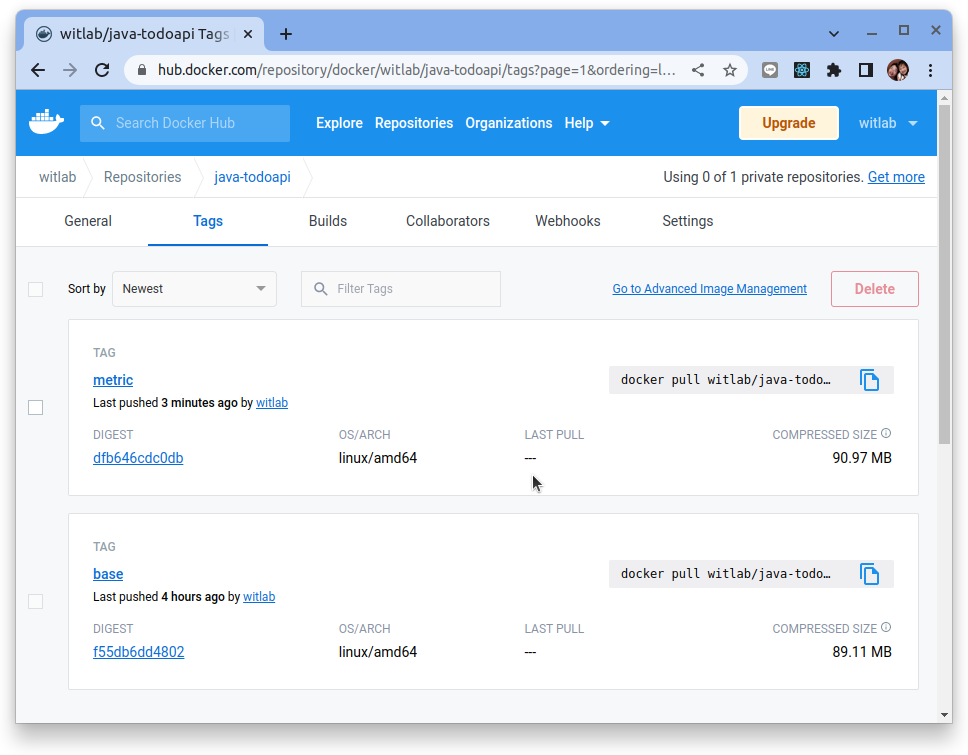 witlab/java-todoapi Tags
hub.docker.com/repository/docker/witlab/java-todoapi/tags?page=1&ordering=l...
Search Docker Hub
Explore Repositories Organizations Help
Upgrade
witlab
witlab Repositories java-todoapi
Using 0 of 1 private repositories. Get more
General Tags Builds Collaborators Webhooks Settings
Sort by Newest Filter Tags Go to Advanced Image Management Delete
TAG
metric
docker pull witlab/java-todo...
Last pushed 3 minutes ago by witlab
DIGEST OS/ARCH LAST PULL COMPRESSED SIZE
dfb646cdc0db linux/amd64 --- 90.97 MB
TAG
base
docker pull witlab/java-todo...
Last pushed 4 hours ago by witlab
DIGEST OS/ARCH LAST PULL COMPRESSED SIZE
f55db6dd4802 linux/amd64 --- 89.11 MB